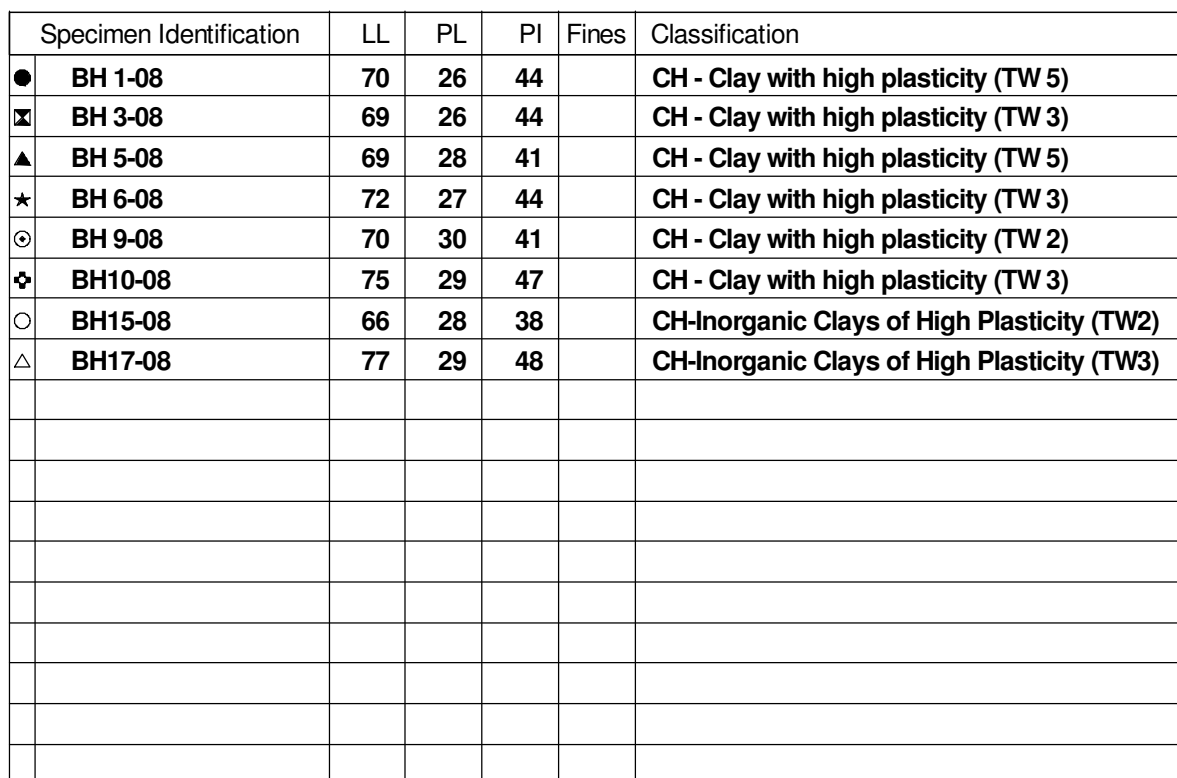 Specimen Identification LL PL PI Fines Classification
BH 1-08 70 26 44 CH - Clay with high plasticity (TW 5)
BH 3-08 69 26 44 CH - Clay with high plasticity (TW 3)
BH 5-08 69 28 41 CH - Clay with high plasticity (TW 5)
BH 6-08 72 27 44 CH - Clay with high plasticity (TW 3)
BH 9-08 70 30 41 CH - Clay with high plasticity (TW 2)
BH10-08 75 29 47 CH - Clay with high plasticity (TW 3)
BH15-08 66 28 38 CH-Inorganic Clays of High Plasticity (TW2)
BH17-08 77 29 48 CH-Inorganic Clays of High Plasticity (TW3)